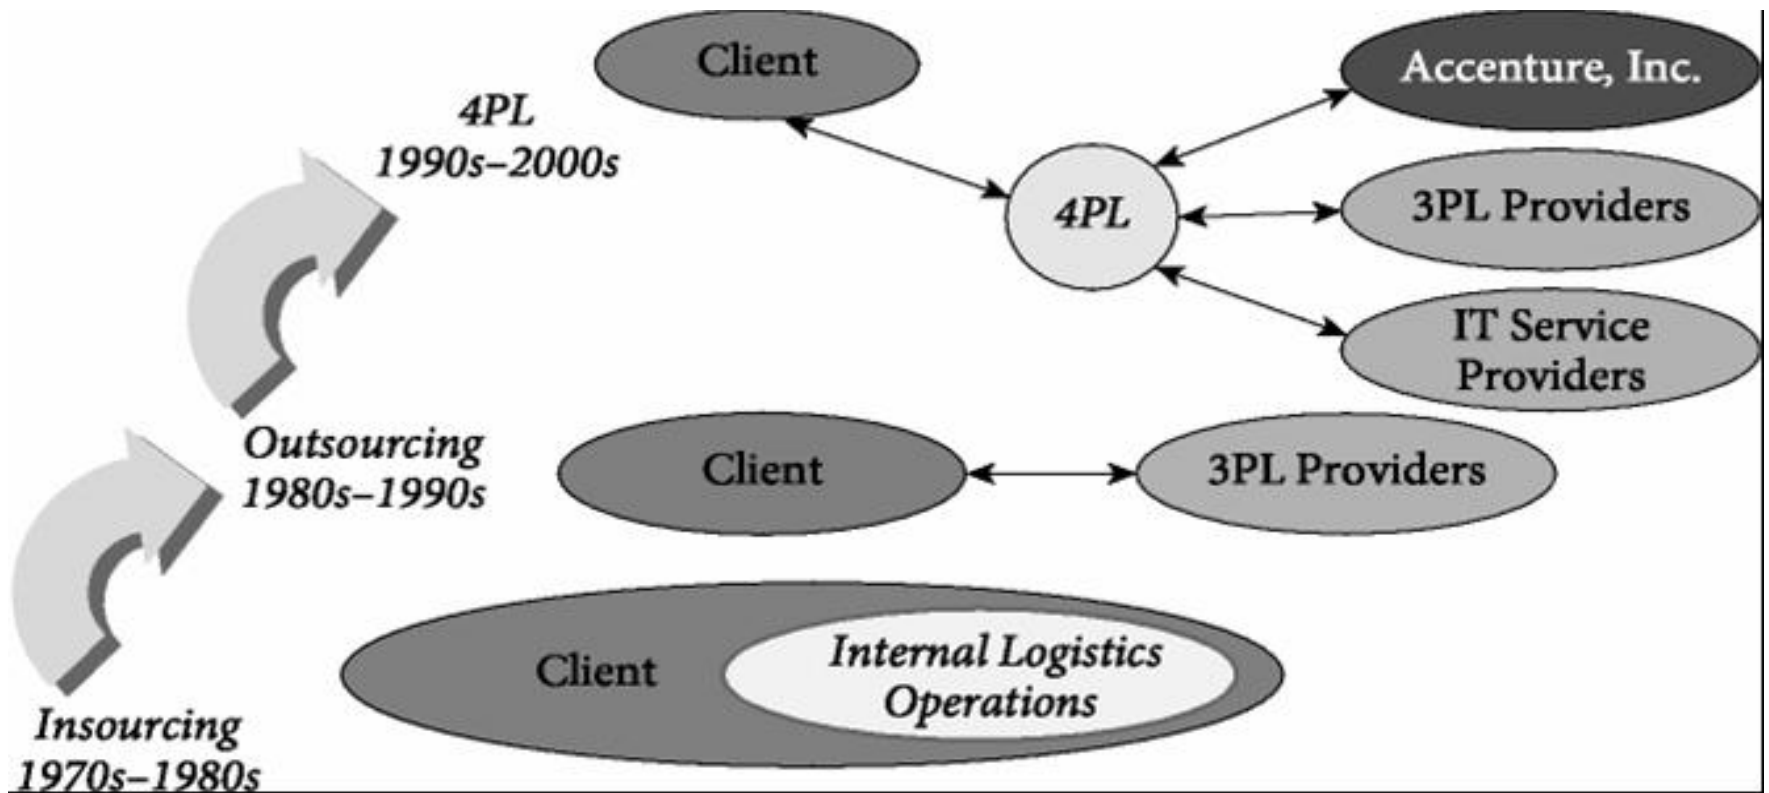 Client
Accenture, Inc.
4PL
1990s–2000s
4PL
3PL Providers
IT Service
Providers
Outsourcing
1980s–1990s
Client
3PL Providers
Client
Internal Logistics
Operations
Insourcing
1970s–1980s